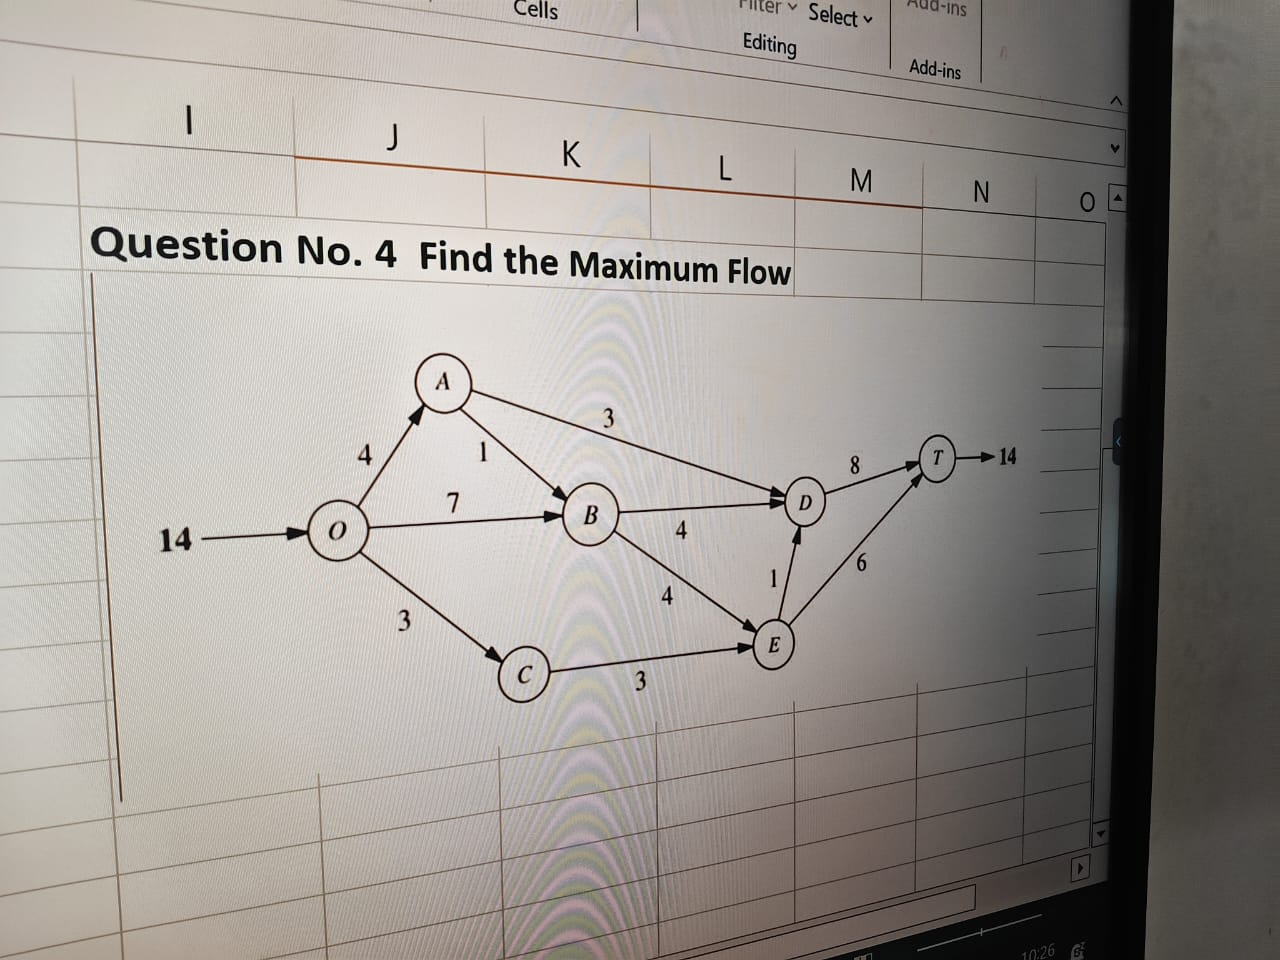 Cells
Filter
Select
Editing
Add-ins
Add-ins
I J K L M N O
Question No. 4 Find the Maximum Flow
A
3
4
1
8
T
14
7
B
D
14
O
4
6
4
1
3
E
C
3
10:26